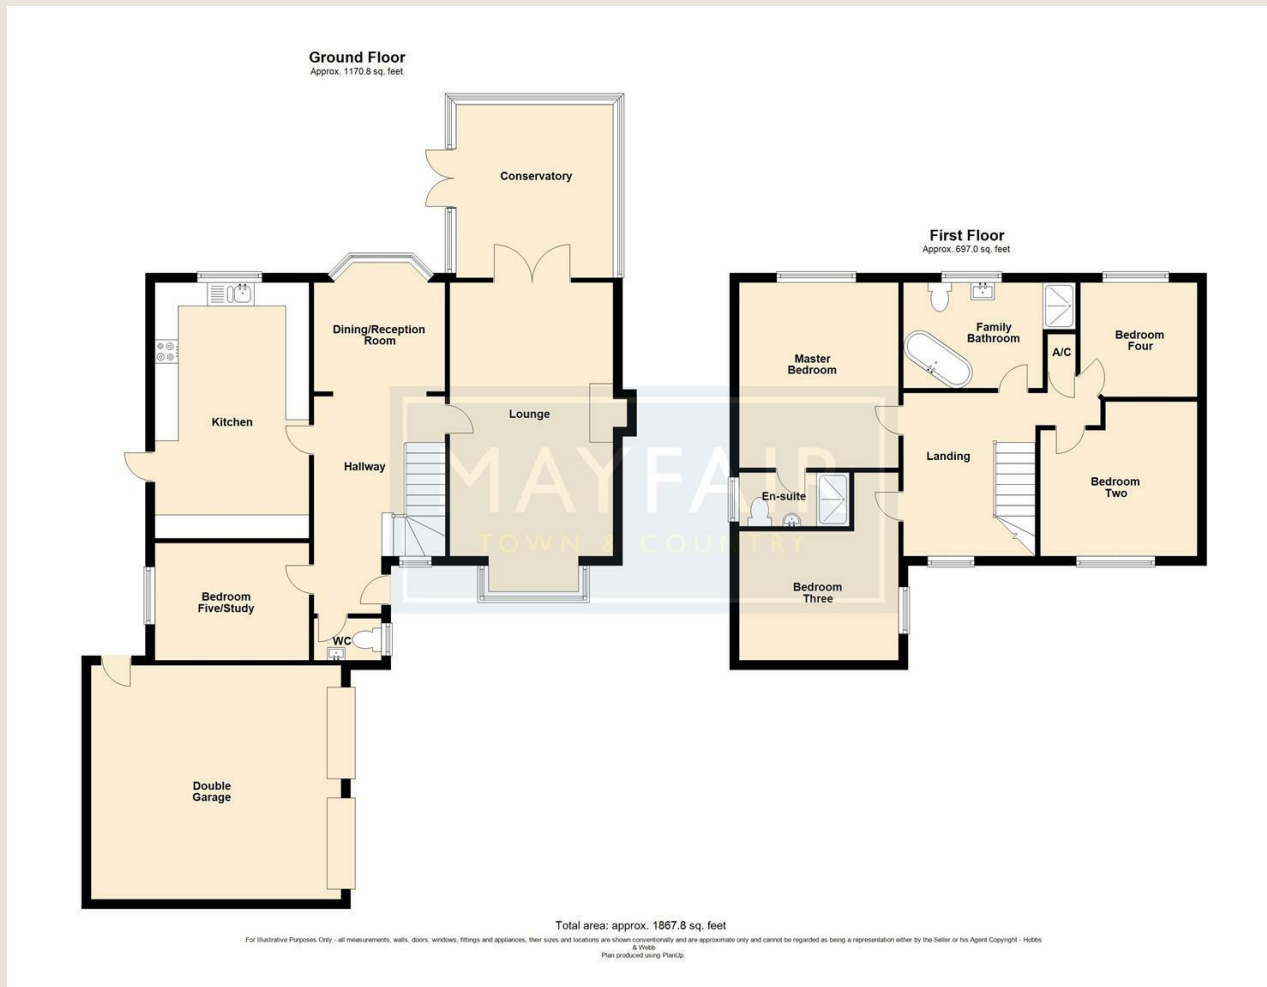 Ground Floor
Approx. 1170.8 sq. feet
Conservatory
Dining/Reception
Room
Kitchen
Lounge
Hallway
Bedroom
Five/Study
WC
Double
Garage
First Floor
Approx. 697.0 sq. feet
Master
Bedroom
Family
Bathroom
A/C
Bedroom
Four
Landing
Bedroom
Two
En-suite
Bedroom
Three
MAYFAIR
TOWN & COUNTRY
Total area: approx. 1867.8 sq. feet
For Illustrative Purposes Only - all measurements, walls, doors, windows, fittings and appliances, their sizes and locations are shown conventionally and are approximate only and cannot be regarded as being a representation either by the Seller or his Agent.Copyright - Hobbs
& Webb
Plan produced using PlanUp.